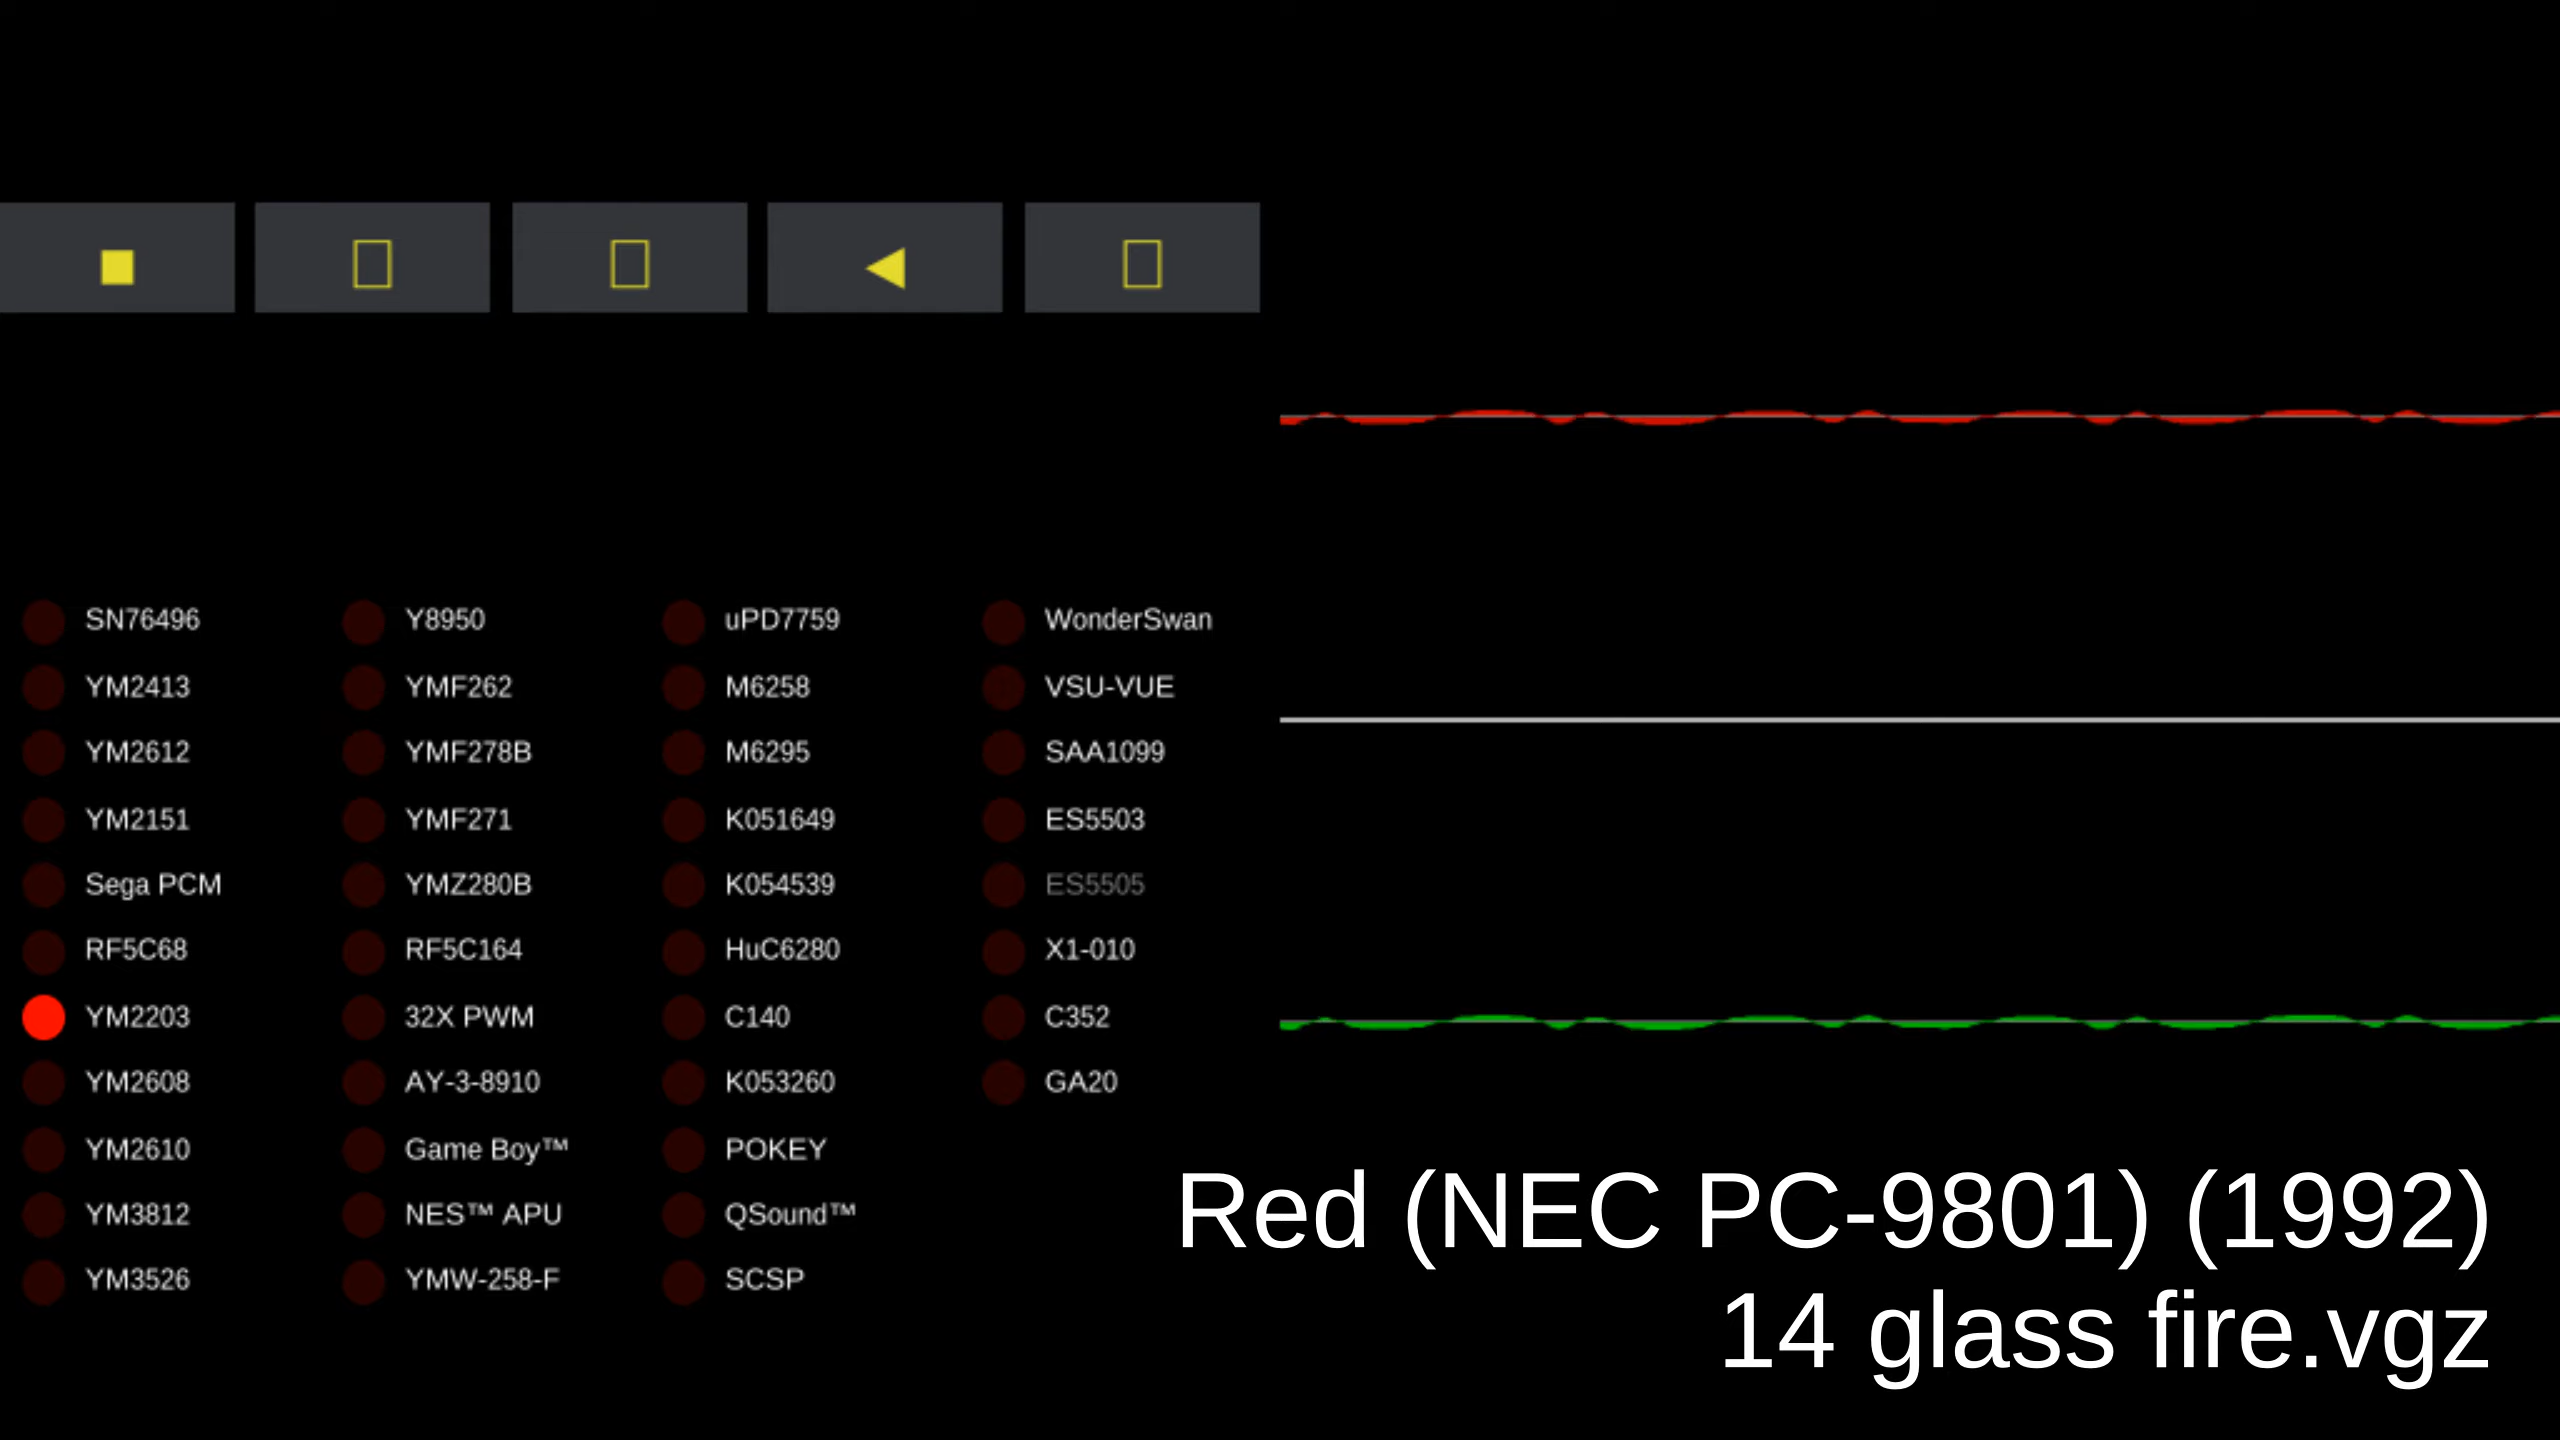 SN76496 Y8950 uPD7759 WonderSwan
YM2413 YMF262 M6258 VSU-VUE
YM2612 YMF278B M6295 SAA1099
YM2151 YMF271 K051649 ES5503
Sega PCM YMZ280B K054539 ES5505
RF5C68 RF5C164 HuC6280 X1-010
YM2203 32X PWM C140 C352
YM2608 AY-3-8910 K053260 GA20
YM2610 Game Boy™ POKEY
YM3812 NES™ APU QSound™
YM3526 YMW-258-F SCSP
Red (NEC PC-9801) (1992)
14 glass fire.vgz